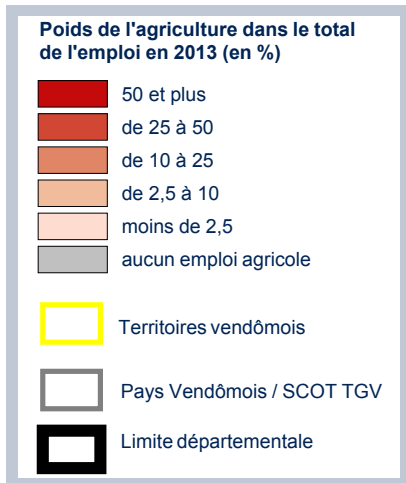 Poids de l'agriculture dans le total
de l'emploi en 2013 (en %)
50 et plus
de 25 à 50
de 10 à 25
de 2,5 à 10
moins de 2,5
aucun emploi agricole
Territoires vendômois
Pays Vendômois / SCOT TGV
Limite départementale